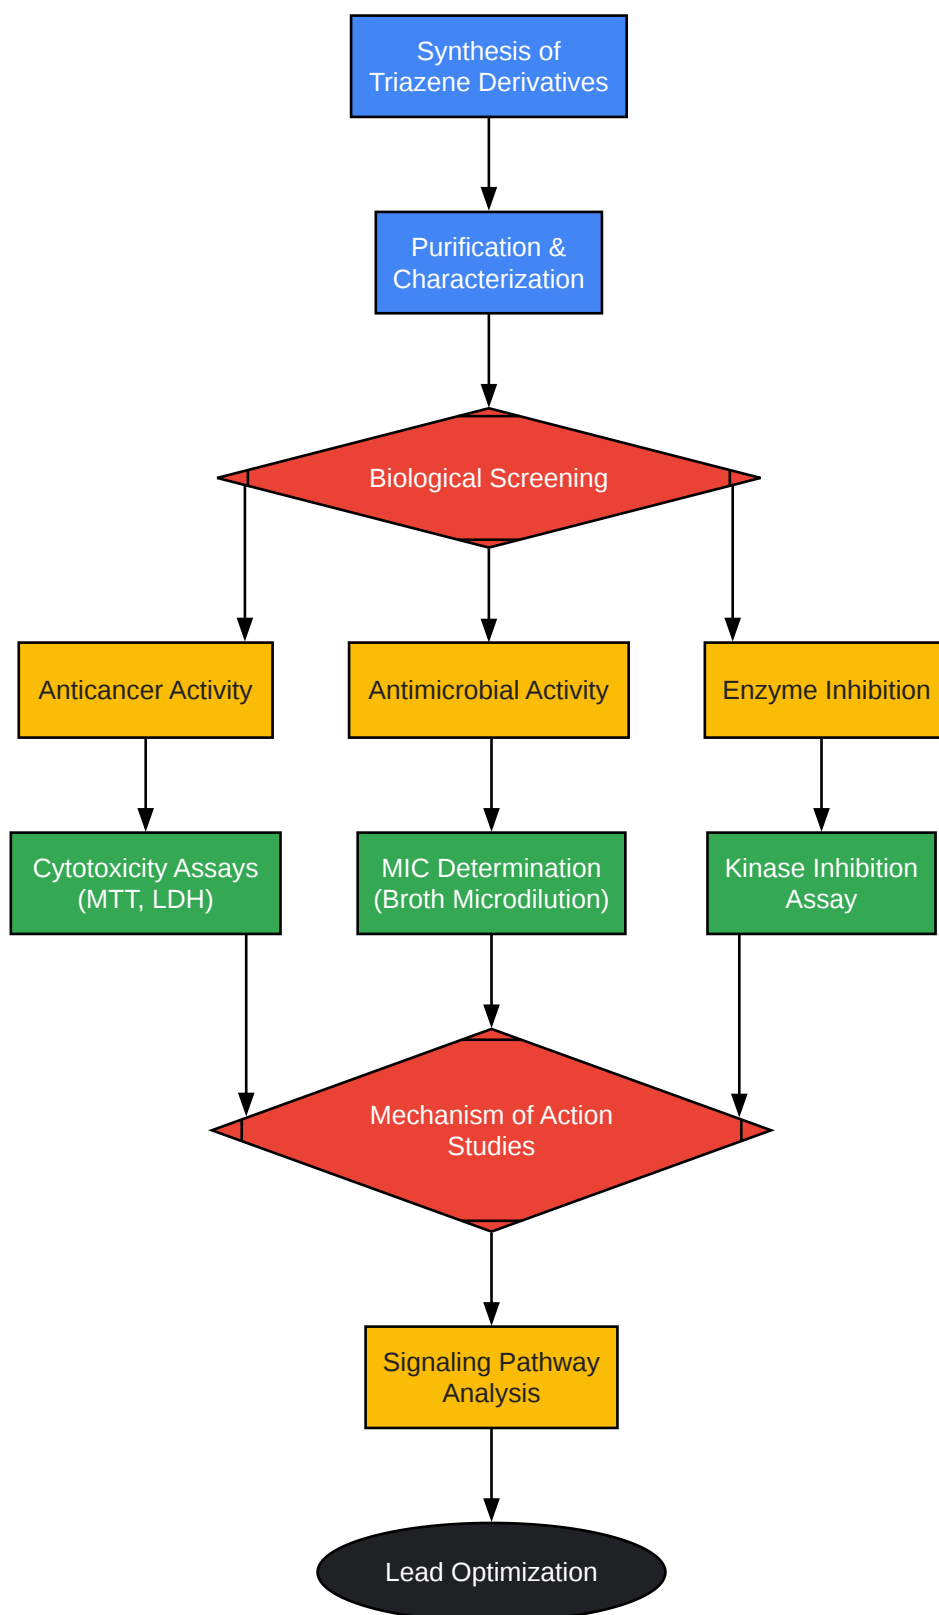 Synthesis of
Triazene Derivatives
Purification &
Characterization
Biological Screening
Anticancer Activity
Antimicrobial Activity
Enzyme Inhibition
Cytotoxicity Assays
(MTT, LDH)
MIC Determination
(Broth Microdilution)
Kinase Inhibition
Assay
Mechanism of Action
Studies
Signaling Pathway
Analysis
Lead Optimization